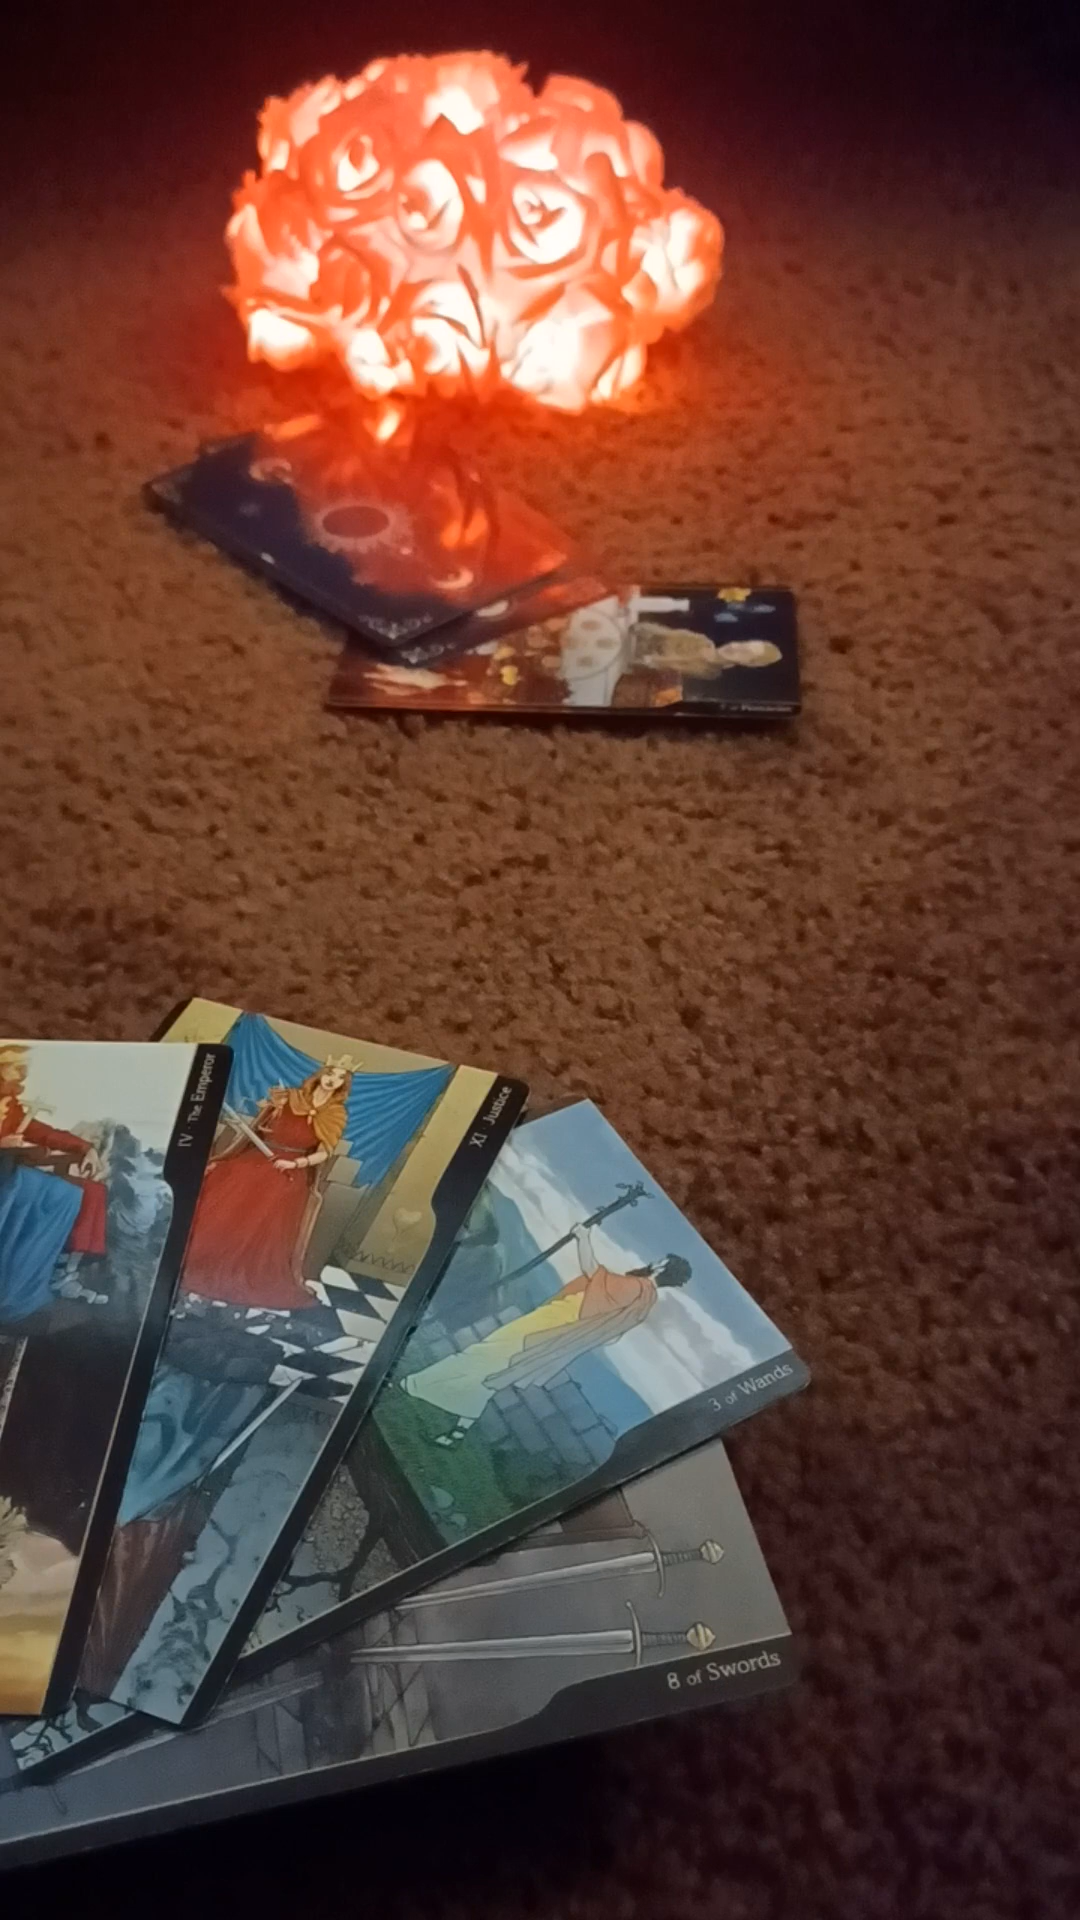 IV · The Emperor
XI · Justice
3 of Wands
8 of Swords